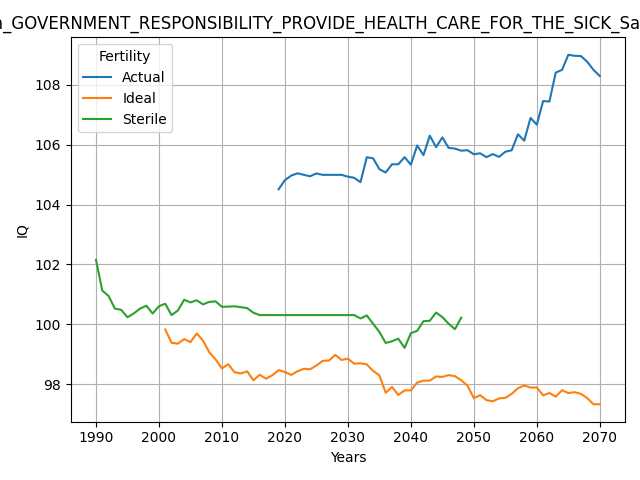 _GOVERNMENT_RESPONSIBILITY_PROVIDE_HEALTH_CARE_FOR_THE_SICK_Sa
Fertility
Actual
Ideal
Sterile
108
106
104
102
100
98
IQ
1990
2000
2010
2020
2030
2040
2050
2060
2070
Years